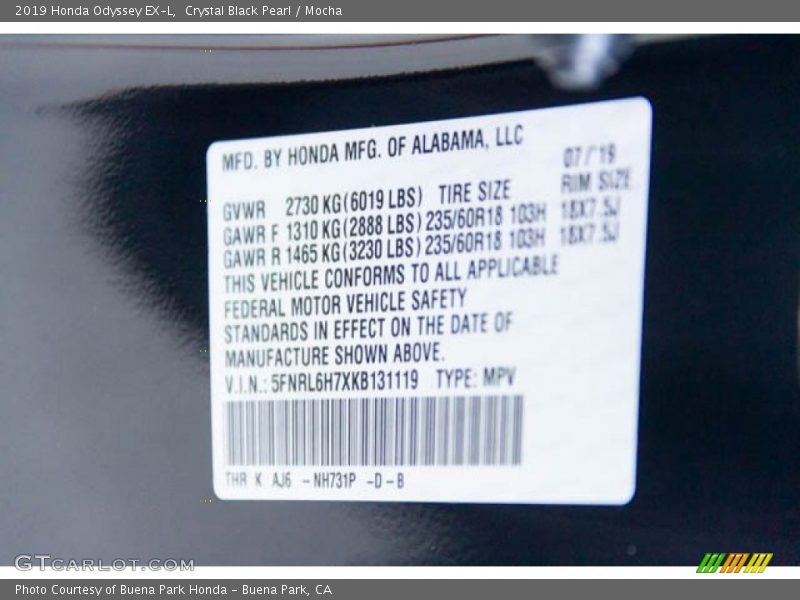 2019 Honda Odyssey EX-L, Crystal Black Pearl / Mocha
MFD. BY HONDA MFG. OF ALABAMA, LLC 07/'19
RIM SIZE
GVWR 2730 KG (6019 LBS) TIRE SIZE
GAWR F 1310 KG (2888 LBS) 235/60R18 103H 18X7.5J
GAWR R 1465 KG (3230 LBS) 235/60R18 103H 18X7.5J
THIS VEHICLE CONFORMS TO ALL APPLICABLE
FEDERAL MOTOR VEHICLE SAFETY
STANDARDS IN EFFECT ON THE DATE OF
MANUFACTURE SHOWN ABOVE.
V.I.N.: 5FNRL6H7XKB131119 TYPE: MPV
THR K AJ6 -NH731P -D-B
GTcarlot.com
Photo Courtesy of Buena Park Honda - Buena Park, CA